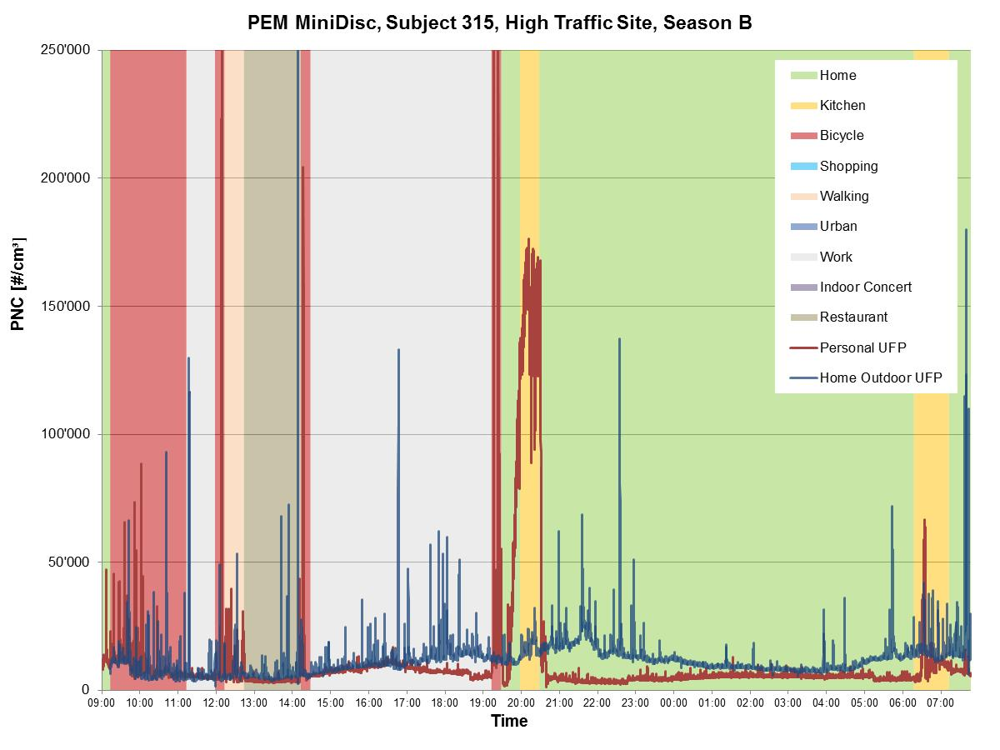 PEM MiniDisc, Subject 315, High Traffic Site, Season B
250'000
200'000
150'000
100'000
50'000
0
PNC [#/cm³]
Home
Kitchen
Bicycle
Shopping
Walking
Urban
Work
Indoor Concert
Restaurant
Personal UFP
Home Outdoor UFP
09:00 10:00 11:00 12:00 13:00 14:00 15:00 16:00 17:00 18:00 19:00 20:00 21:00 22:00 23:00 00:00 01:00 02:00 03:00 04:00 05:00 06:00 07:00
Time